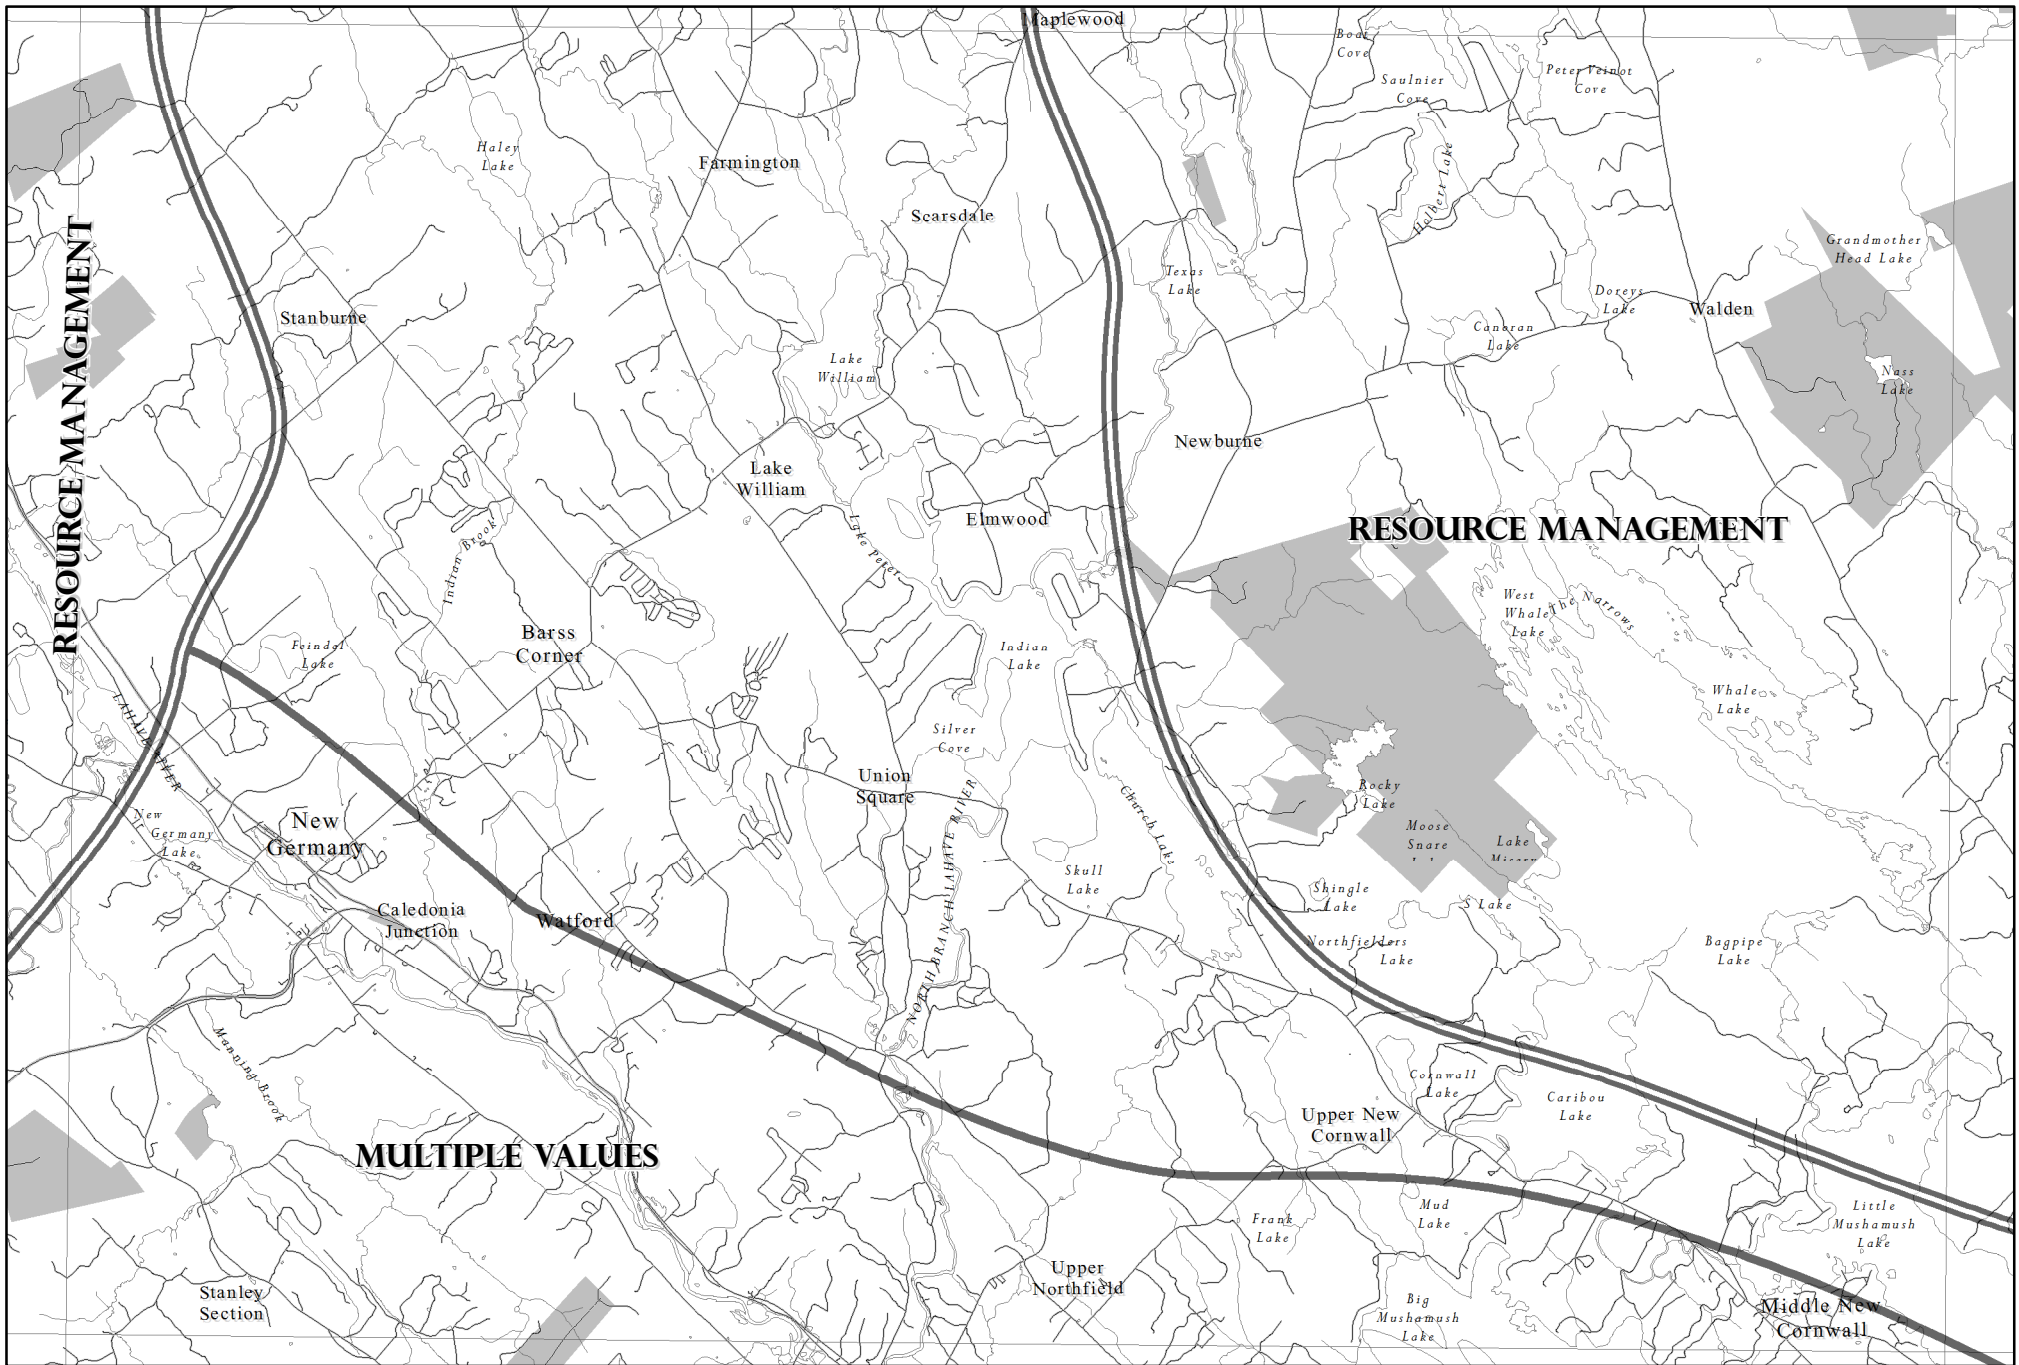 Maplewood
Boat
Cove
Saulnier
Cove
Peter Veinot
Cove
Haley
Lake
Farmington
Holbert Lake
Scarsdale
Grandmother
Head Lake
Texas
Lake
Doreys
Lake
Walden
Stanburne
Canoran
Lake
Lake
William
Nass
Lake
RESOURCE MANAGEMENT
Newburne
Lake
William
Elmwood
RESOURCE MANAGEMENT
Indian Brook
Lake Peter
West
Whale
Lake
The Narrows
Barss
Corner
Feindel
Lake
Indian
Lake
Whale
Lake
LAHAVE RIVER
Silver
Cove
Union
Square
Rocky
Lake
Church Lake
New
Germany
Lake
New
Germany
Moose
Snare
Lake
NORTH BRANCH LAHAVE RIVER
Skull
Lake
Shingle
Lake
S Lake
Caledonia
Junction
Watford
Northfielders
Lake
Bagpipe
Lake
Manning Brook
Cornwall
Lake
Caribou
Lake
Upper New
Cornwall
MULTIPLE VALUES
Frank
Lake
Mud
Lake
Little
Mushamush
Lake
Upper
Northfield
Stanley
Section
Big
Mushamush
Lake
Middle New
Cornwall